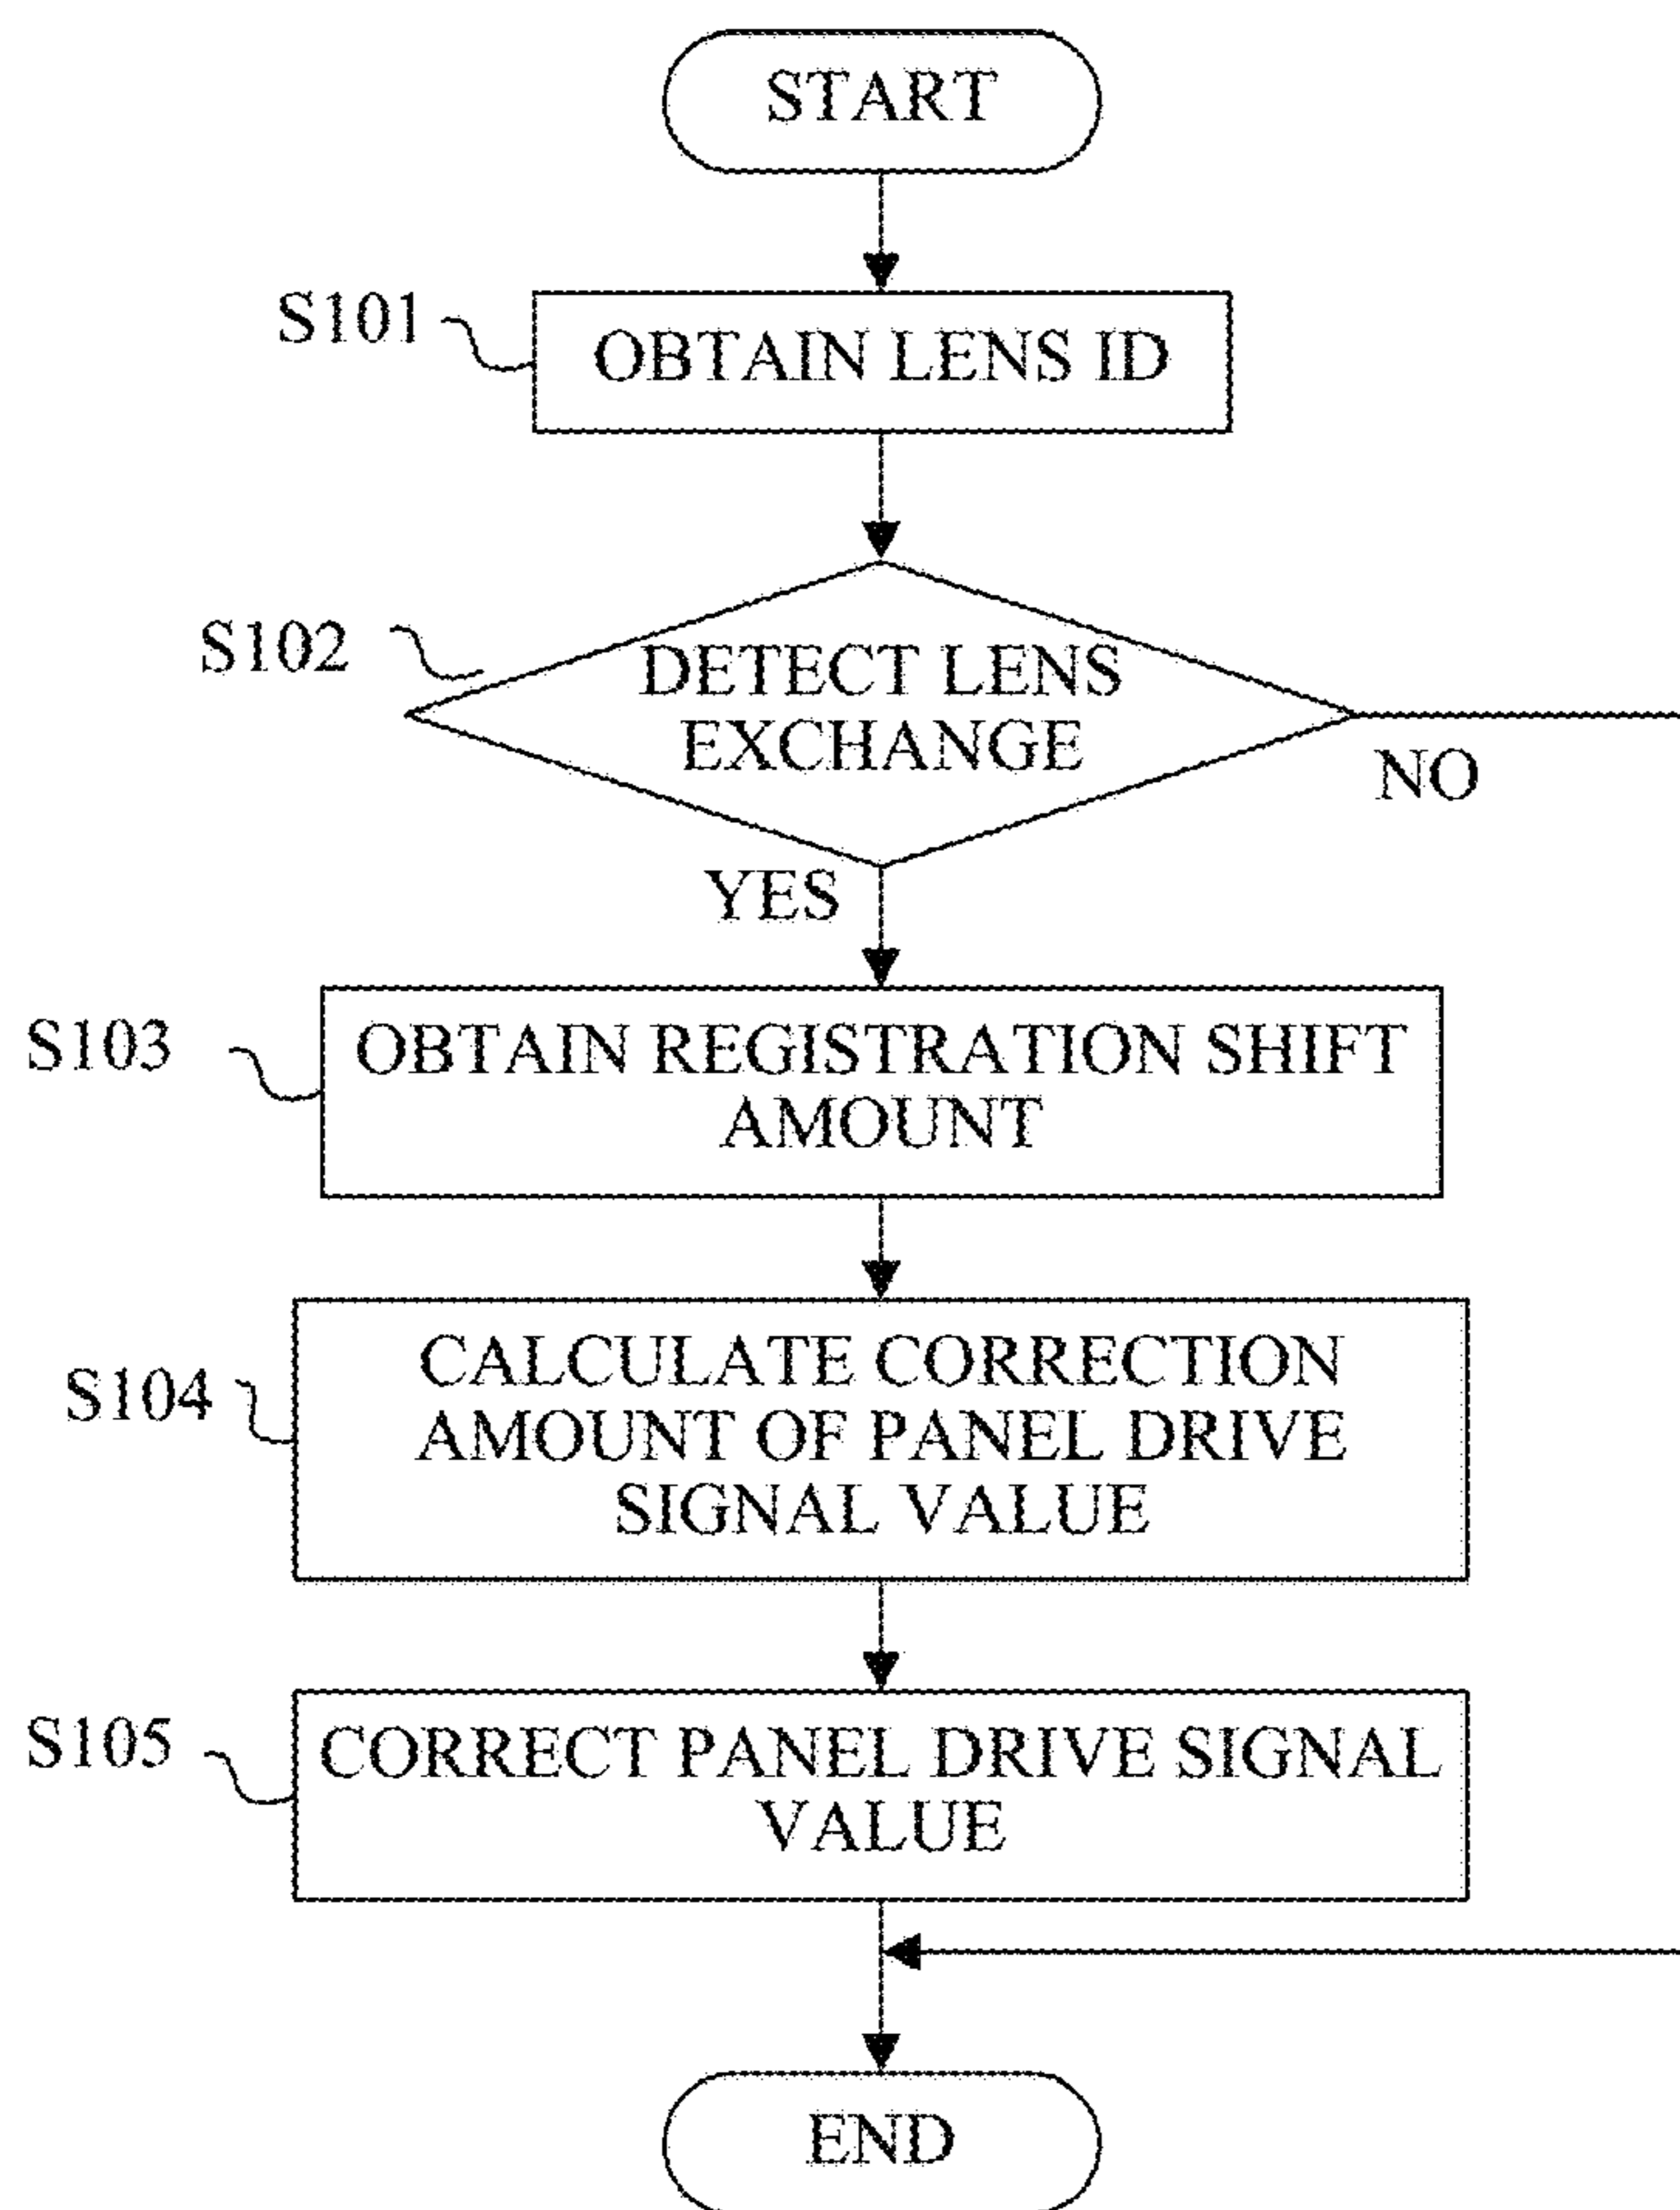 START
S101
OBTAIN LENS ID
S102
DETECT LENS
EXCHANGE
NO
YES
S103
OBTAIN REGISTRATION SHIFT
AMOUNT
S104
CALCULATE CORRECTION
AMOUNT OF PANEL DRIVE
SIGNAL VALUE
S105
CORRECT PANEL DRIVE SIGNAL
VALUE
END